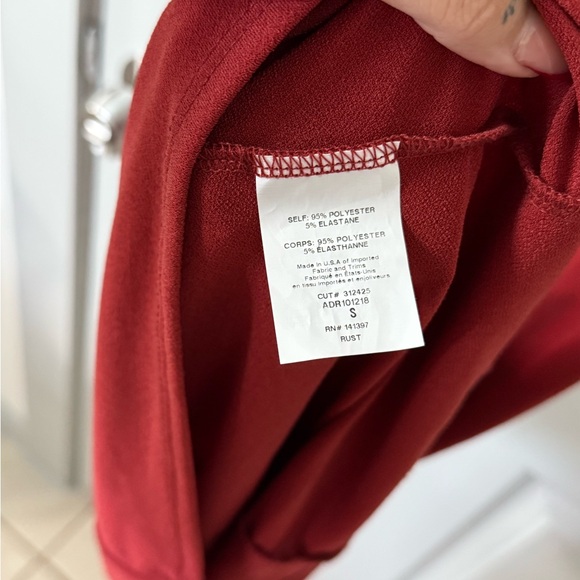 SELF: 95% POLYESTER
5% ELASTANE
CORPS: 95% POLYESTER
5% ÉLASTHANNE
Made in U.S.A of Imported
Fabric and Trims
Fabriqué en États-Unis
en tissu importés et enjoliveurs
CUT# 312425
ADR101218
S
RN# 141397
RUST